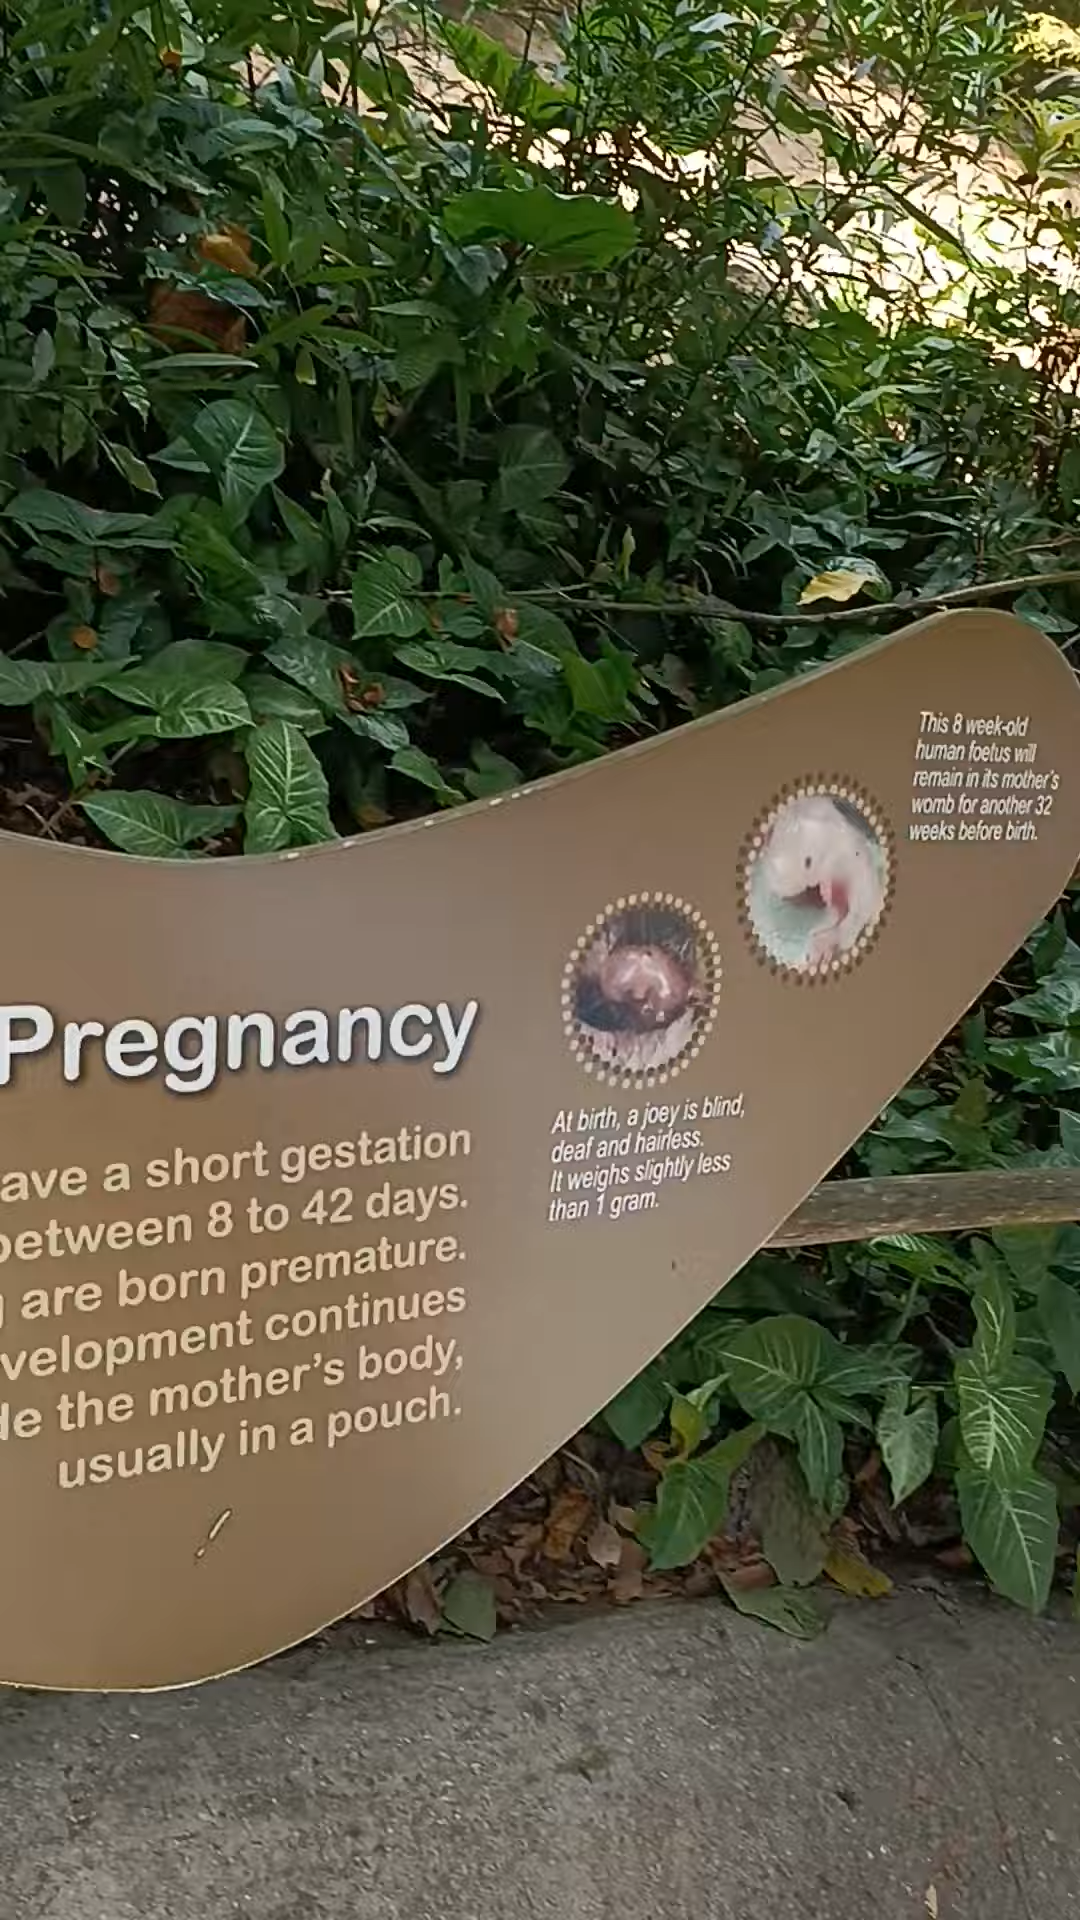 Pregnancy
ave a short gestation
between 8 to 42 days.
are born premature.
velopment continues
de the mother's body,
usually in a pouch.
At birth, a joey is blind,
deaf and hairless.
It weighs slightly less
than 1 gram.
This 8 week-old
human foetus will
remain in its mother's
womb for another 32
weeks before birth.